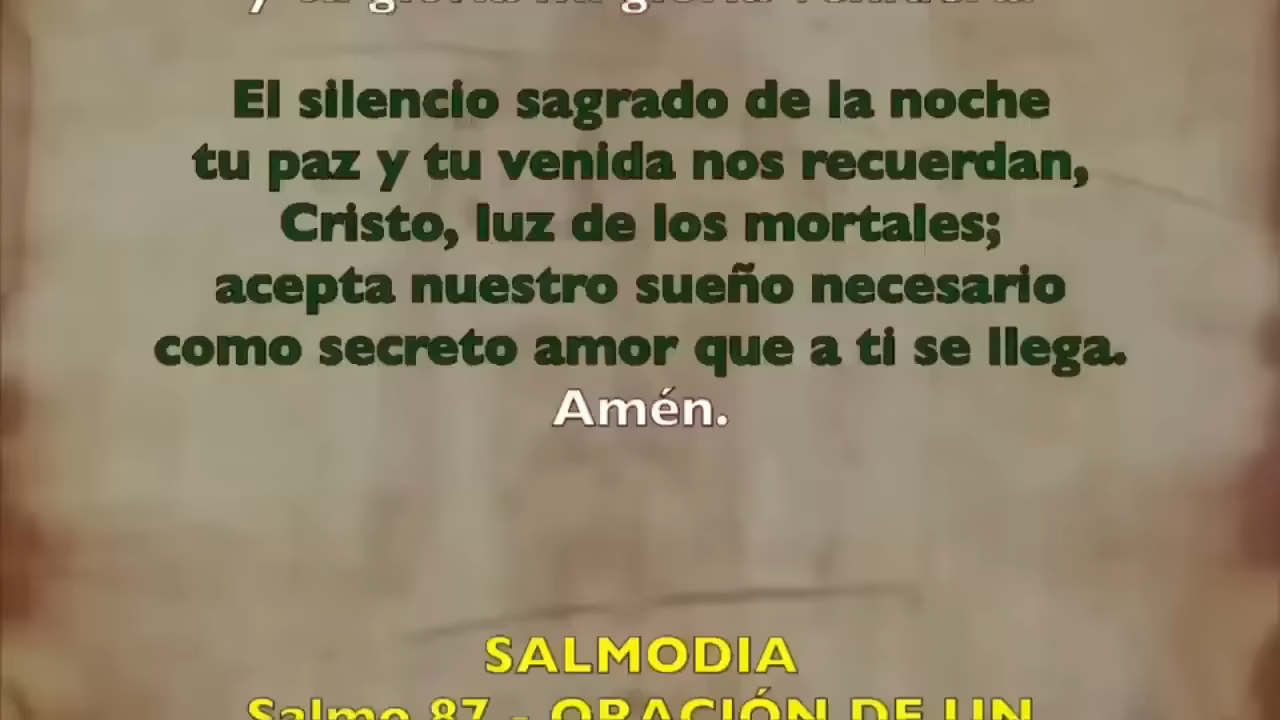 El silencio sagrado de la noche
tu paz y tu venida nos recuerdan,
Cristo, luz de los mortales;
acepta nuestro sueño necesario
como secreto amor que a ti se llega.
Amén.
SALMODIA
Salmo 87 - ORACIÓN DE UN